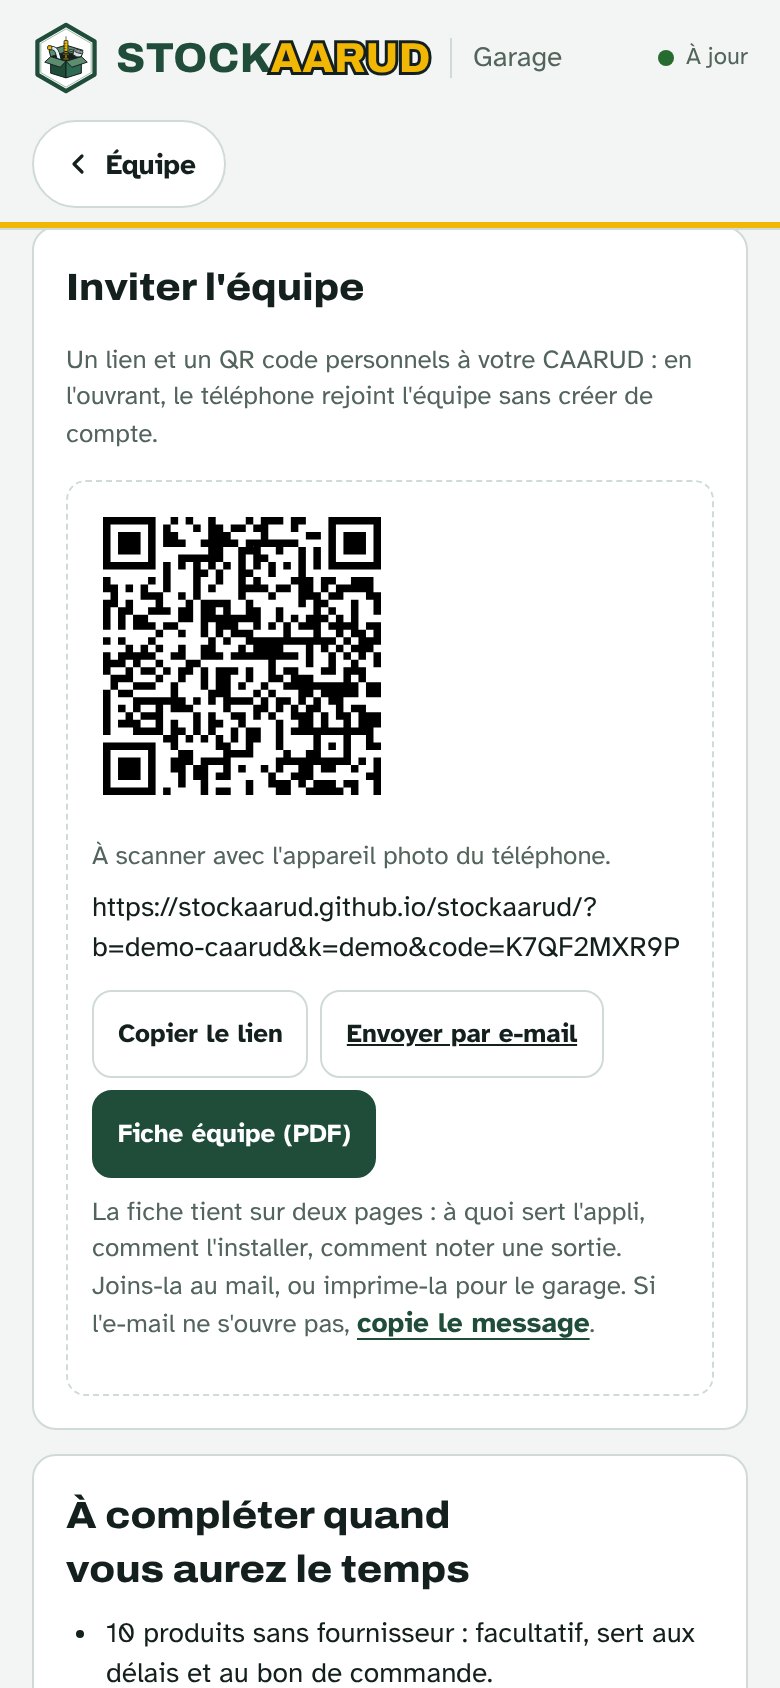 STOCKAARUD
Garage
À jour
Équipe
Inviter l'équipe
Un lien et un QR code personnels à votre CAARUD : en
l'ouvrant, le téléphone rejoint l'équipe sans créer de
compte.
À scanner avec l'appareil photo du téléphone.
https://stockaarud.github.io/stockaarud/?
b=demo-caarud&k=demo&code=K7QF2MXR9P
Copier le lien
Envoyer par e-mail
Fiche équipe (PDF)
La fiche tient sur deux pages : à quoi sert l'appli,
comment l'installer, comment noter une sortie.
Joins-la au mail, ou imprime-la pour le garage. Si
l'e-mail ne s'ouvre pas, copie le message.
À compléter quand
vous aurez le temps
• 10 produits sans fournisseur : facultatif, sert aux
délais et au bon de commande.